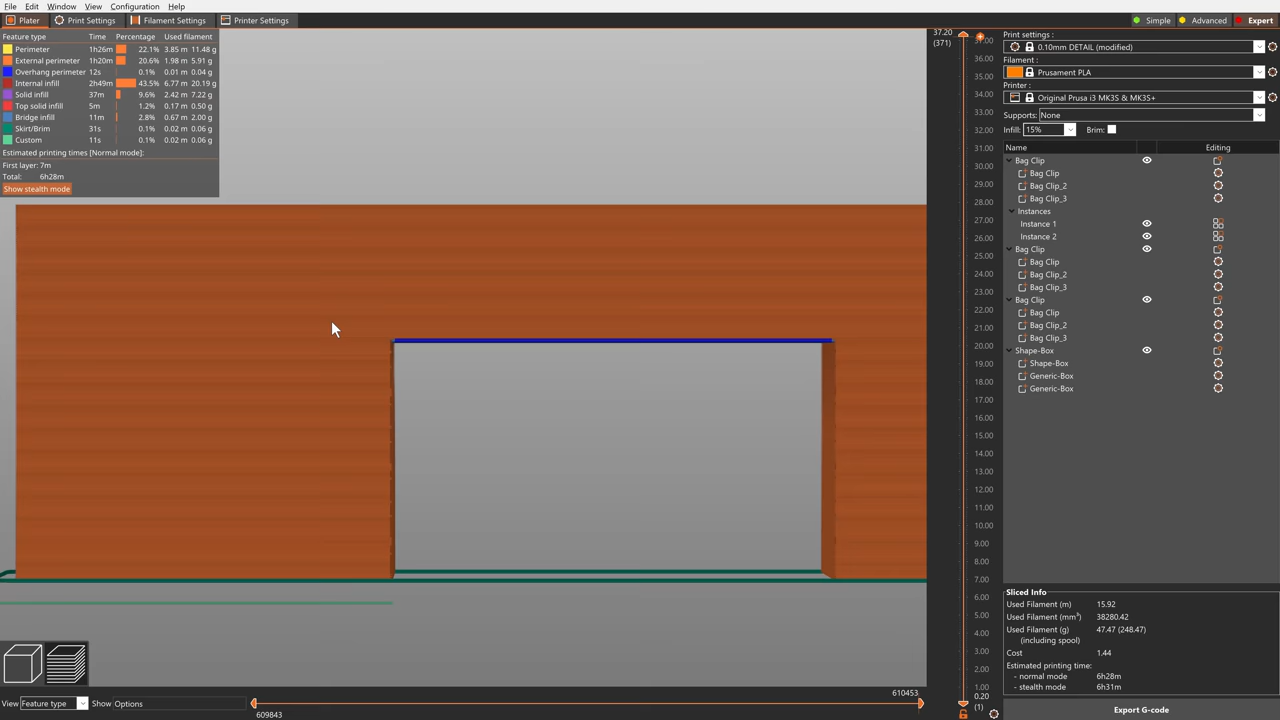 File Edit Window View Configuration Help
Plater Print Settings Filament Settings Printer Settings Simple Advanced Expert
Feature type Time Percentage Used filament
Perimeter 1h26m 22.1% 3.85 m 11.48 g
External perimeter 1h20m 20.6% 1.98 m 5.91 g
Overhang perimeter 12s 0.1% 0.01 m 0.04 g
Internal infill 2h49m 43.5% 6.77 m 20.19 g
Solid infill 37m 9.6% 2.42 m 7.22 g
Top solid infill 5m 1.2% 0.17 m 0.50 g
Bridge infill 11m 2.8% 0.67 m 2.00 g
Skirt/Brim 31s 0.1% 0.02 m 0.06 g
Custom 11s 0.1% 0.02 m 0.06 g
Estimated printing times [Normal mode]:
First layer: 7m
Total: 6h28m
Show stealth mode
37.20
(371)
37.00
36.00
35.00
34.00
33.00
32.00
31.00
30.00
29.00
28.00
27.00
26.00
25.00
24.00
23.00
22.00
21.00
20.00
19.00
18.00
17.00
16.00
15.00
14.00
13.00
12.00
11.00
10.00
9.00
8.00
7.00
6.00
5.00
4.00
3.00
2.00
1.00
0.20
(1)
Print settings :
0.10mm DETAIL (modified)
Filament :
Prusament PLA
Printer :
Original Prusa i3 MK3S & MK3S+
Supports: None
Infill: 15% Brim:
Name Editing
Bag Clip
Bag Clip
Bag Clip_2
Bag Clip_3
Instances
Instance 1
Instance 2
Bag Clip
Bag Clip
Bag Clip_2
Bag Clip_3
Bag Clip
Bag Clip
Bag Clip_2
Bag Clip_3
Shape-Box
Shape-Box
Generic-Box
Generic-Box
Sliced Info
Used Filament (m) 15.92
Used Filament (mm³) 38280.42
Used Filament (g) 47.47 (248.47)
(including spool)
Cost 1.44
Estimated printing time:
- normal mode 6h28m
- stealth mode 6h31m
Export G-code
View Feature type Show Options
610453
609843